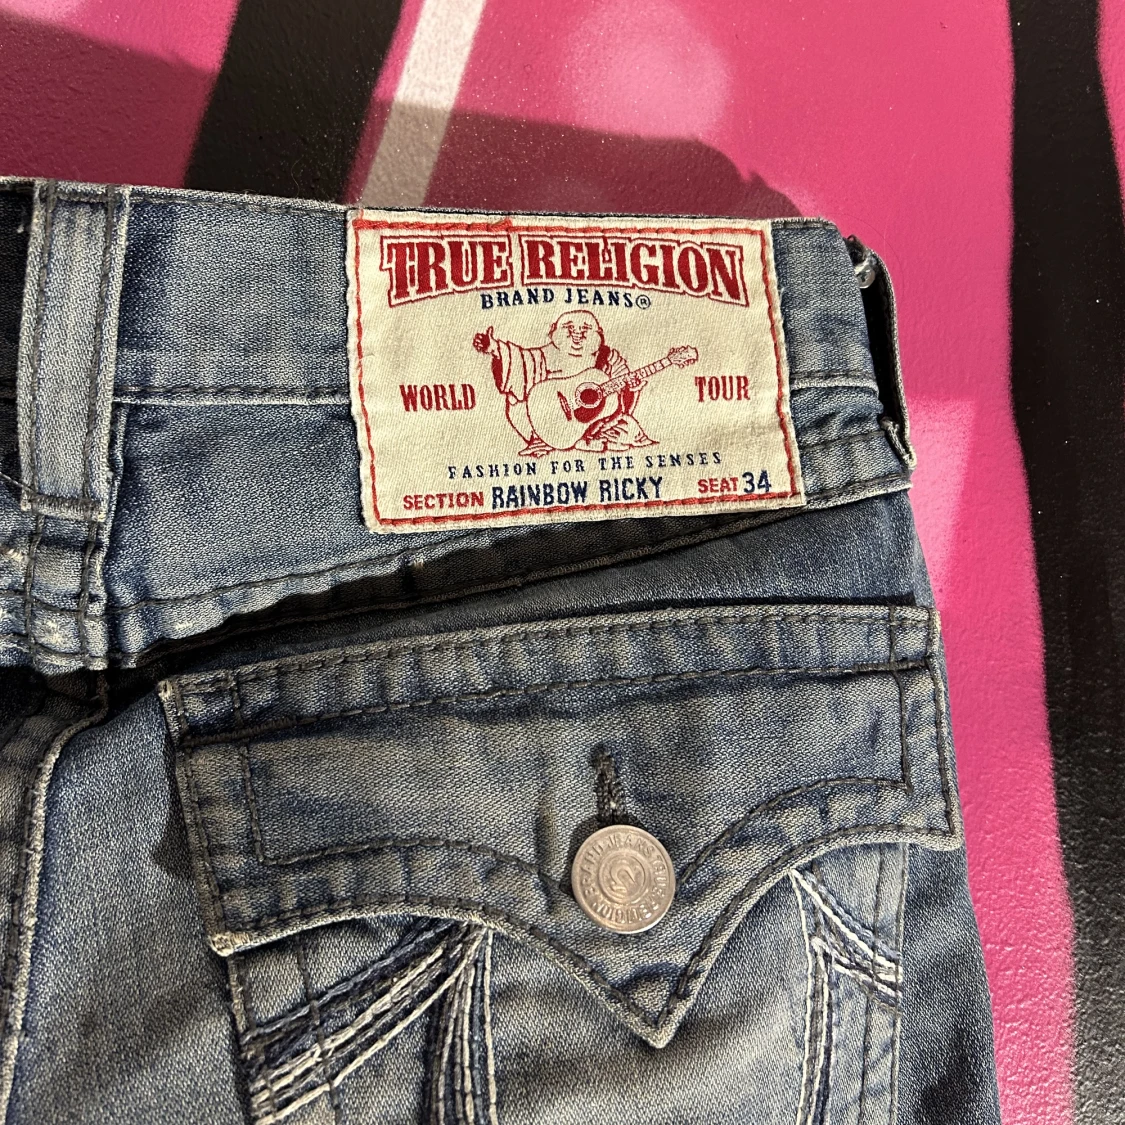 TRUE RELIGION
BRAND JEANS®
WORLD TOUR
FASHION FOR THE SENSES
SECTION RAINBOW RICKY SEAT 34